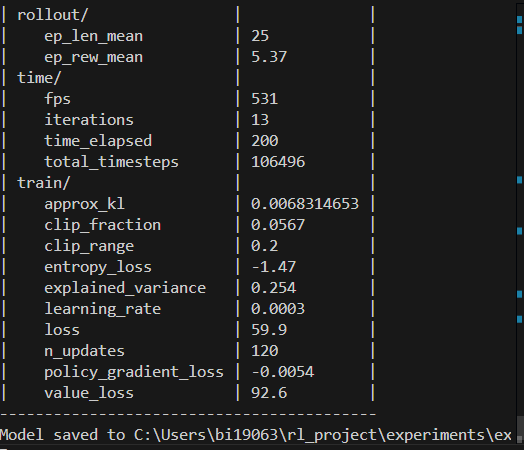 | rollout/ | |
| ep_len_mean | 25 |
| ep_rew_mean | 5.37 |
| time/ | |
| fps | 531 |
| iterations | 13 |
| time_elapsed | 200 |
| total_timesteps | 106496 |
| train/ | |
| approx_kl | 0.0068314653 |
| clip_fraction | 0.0567 |
| clip_range | 0.2 |
| entropy_loss | -1.47 |
| explained_variance | 0.254 |
| learning_rate | 0.0003 |
| loss | 59.9 |
| n_updates | 120 |
| policy_gradient_loss | -0.0054 |
| value_loss | 92.6 |
------------------------------------------
Model saved to C:\Users\bi19063\rl_project\experiments\ex